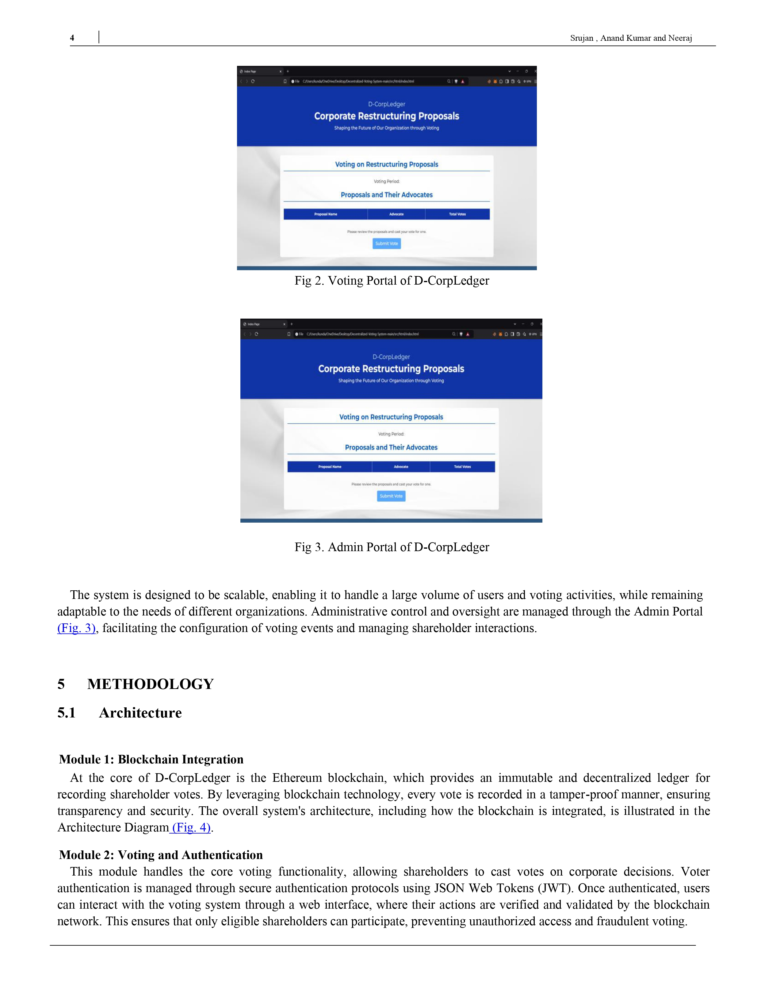 4
Srujan , Anand Kumar and Neeraj
Index Page
File C:/Users/kunda/OneDrive/Desktop/Decentralized-Voting-System-main/src/html/index.html
VPN
D-CorpLedger
Corporate Restructuring Proposals
Shaping the Future of Our Organization through Voting
Voting on Restructuring Proposals
Voting Period:
Proposals and Their Advocates
Proposal Name Advocate Total Votes
Please review the proposals and cast your vote for one.
Submit Vote
Fig 2. Voting Portal of D-CorpLedger
Index Page
File C:/Users/kunda/OneDrive/Desktop/Decentralized-Voting-System-main/src/html/index.html
VPN
D-CorpLedger
Corporate Restructuring Proposals
Shaping the Future of Our Organization through Voting
Voting on Restructuring Proposals
Voting Period:
Proposals and Their Advocates
Proposal Name Advocate Total Votes
Please review the proposals and cast your vote for one.
Submit Vote
Fig 3. Admin Portal of D-CorpLedger
The system is designed to be scalable, enabling it to handle a large volume of users and voting activities, while remaining
adaptable to the needs of different organizations. Administrative control and oversight are managed through the Admin Portal
(Fig. 3), facilitating the configuration of voting events and managing shareholder interactions.
5 METHODOLOGY
5.1 Architecture
Module 1: Blockchain Integration
At the core of D-CorpLedger is the Ethereum blockchain, which provides an immutable and decentralized ledger for
recording shareholder votes. By leveraging blockchain technology, every vote is recorded in a tamper-proof manner, ensuring
transparency and security. The overall system's architecture, including how the blockchain is integrated, is illustrated in the
Architecture Diagram (Fig. 4).
Module 2: Voting and Authentication
This module handles the core voting functionality, allowing shareholders to cast votes on corporate decisions. Voter
authentication is managed through secure authentication protocols using JSON Web Tokens (JWT). Once authenticated, users
can interact with the voting system through a web interface, where their actions are verified and validated by the blockchain
network. This ensures that only eligible shareholders can participate, preventing unauthorized access and fraudulent voting.